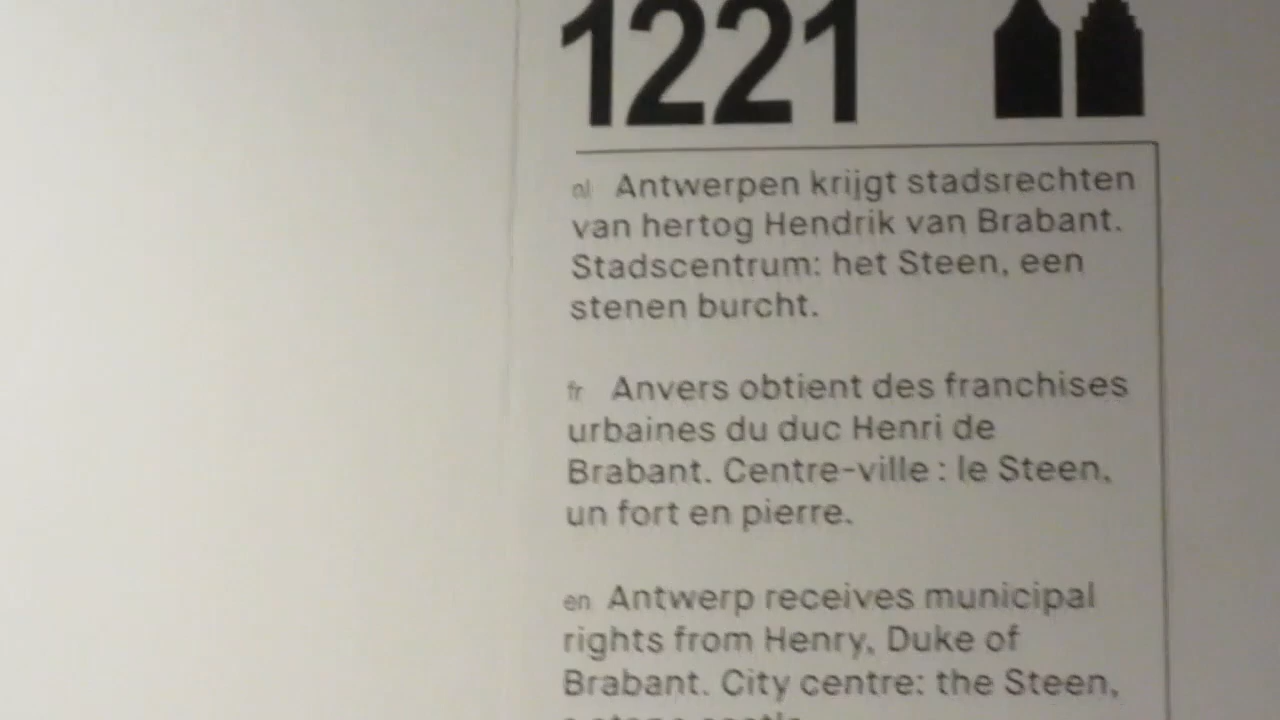 1221
nl Antwerpen krijgt stadsrechten
van hertog Hendrik van Brabant.
Stadscentrum: het Steen, een
stenen burcht.
fr Anvers obtient des franchises
urbaines du duc Henri de
Brabant. Centre-ville : le Steen,
un fort en pierre.
en Antwerp receives municipal
rights from Henry, Duke of
Brabant. City centre: the Steen,